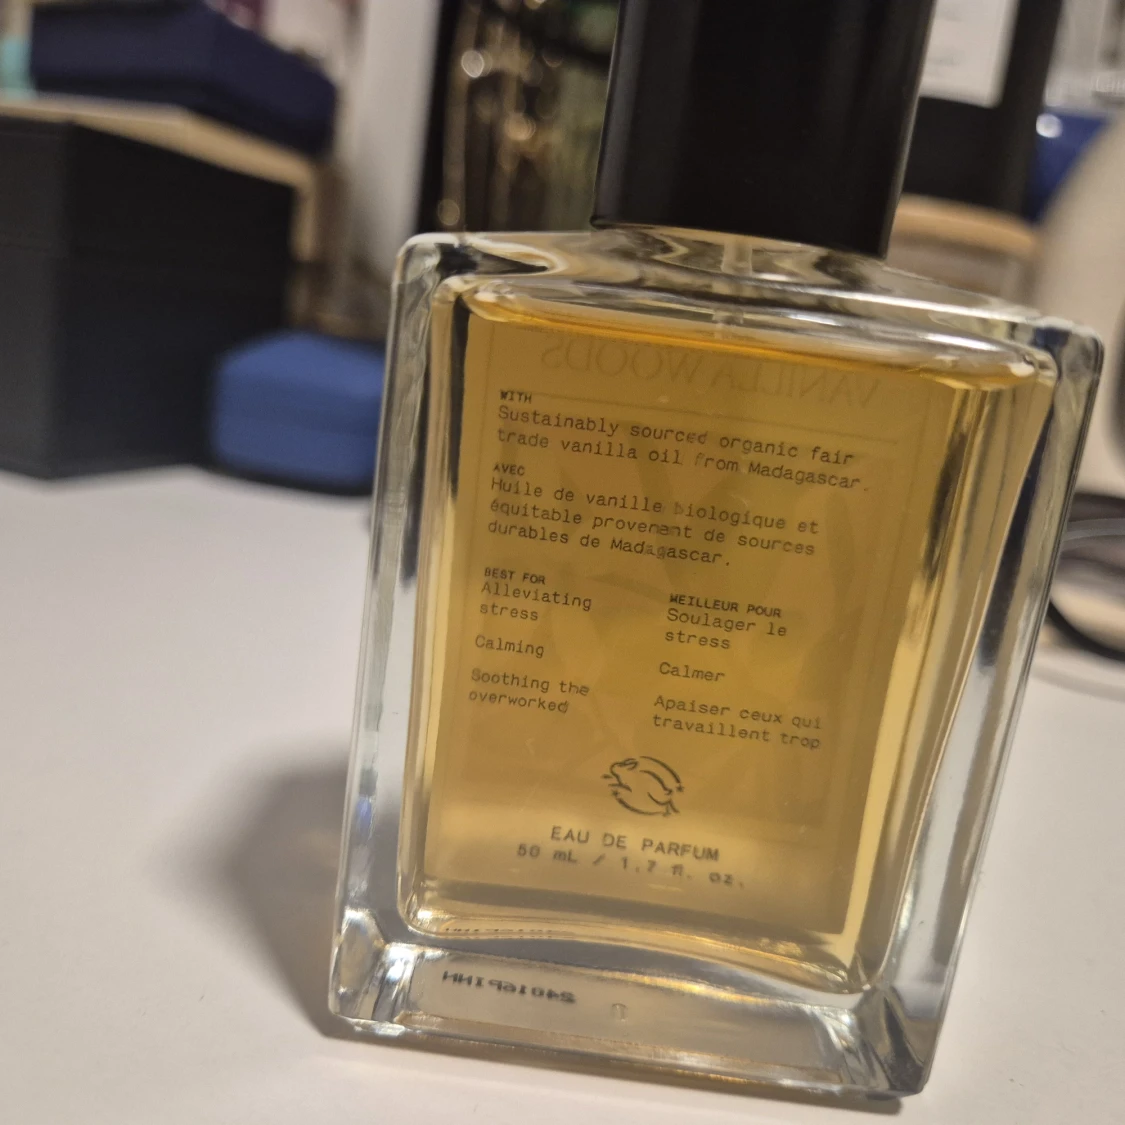 VANILLA WOODS
WITH
Sustainably sourced organic fair
trade vanilla oil from Madagascar.
AVEC
Huile de vanille biologique et
équitable provenant de sources
durables de Madagascar.
BEST FOR
Alleviating
stress
Calming
Soothing the
overworked
MEILLEUR POUR
Soulager le
stress
Calmer
Apaiser ceux qui
travaillent trop
EAU DE PARFUM
50 mL / 1.7 fl. oz.